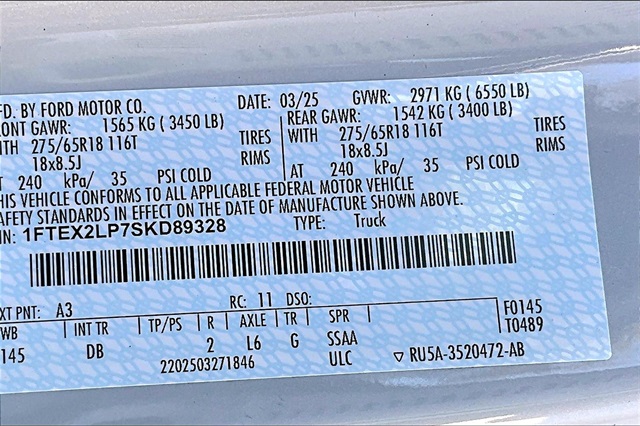 FD. BY FORD MOTOR CO. DATE: 03/25 GVWR: 2971 KG ( 6550 LB)
RONT GAWR: 1565 KG ( 3450 LB) REAR GAWR: 1542 KG ( 3400 LB)
ITH 275/65R18 116T TIRES WITH 275/65R18 116T TIRES
18x8.5J RIMS 18x8.5J RIMS
T 240 kPa/ 35 PSI COLD AT 240 kPa/ 35 PSI COLD
HIS VEHICLE CONFORMS TO ALL APPLICABLE FEDERAL MOTOR VEHICLE
AFETY STANDARDS IN EFFECT ON THE DATE OF MANUFACTURE SHOWN ABOVE.
IN: 1FTEX2LP7SKD89328 TYPE: Truck
XT PNT: A3 RC: 11 DSO:
WB INT TR TP/PS R AXLE TR SPR F0145
145 DB 2 L6 G SSAA T0489
2202503271846 ULC ▽ RU5A-3520472-AB